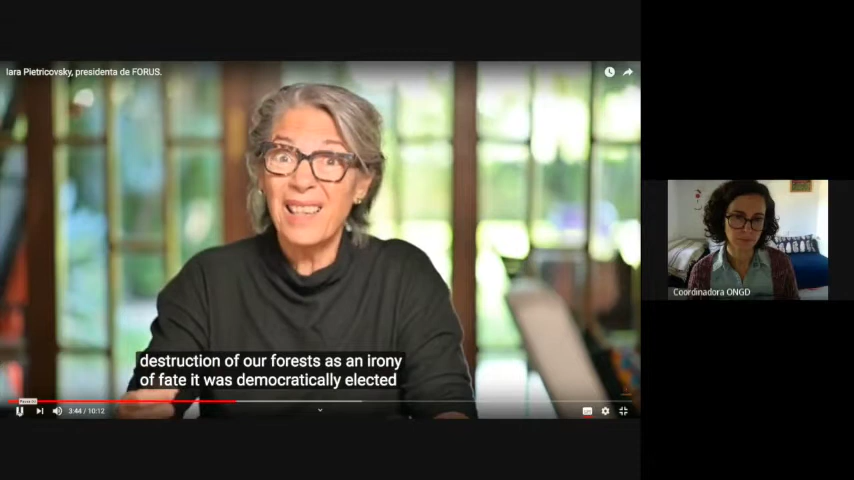 Iara Pietricovsky, presidenta de FORUS.
destruction of our forests as an irony
of fate it was democratically elected
3:44 / 10:12
Coordinadora ONGD